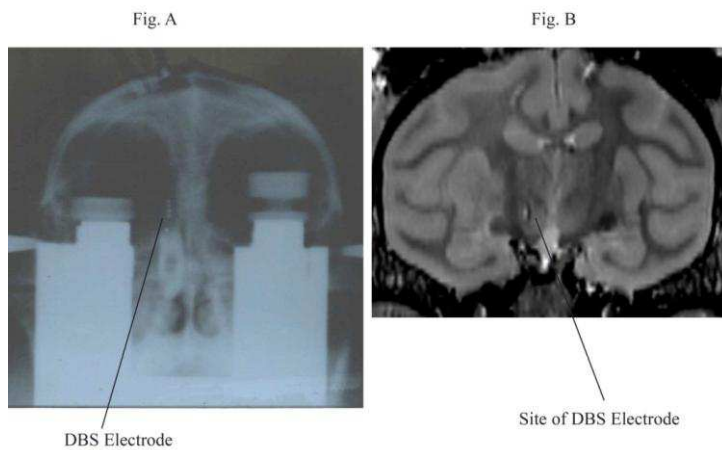 Fig. A
Fig. B
DBS Electrode
Site of DBS Electrode